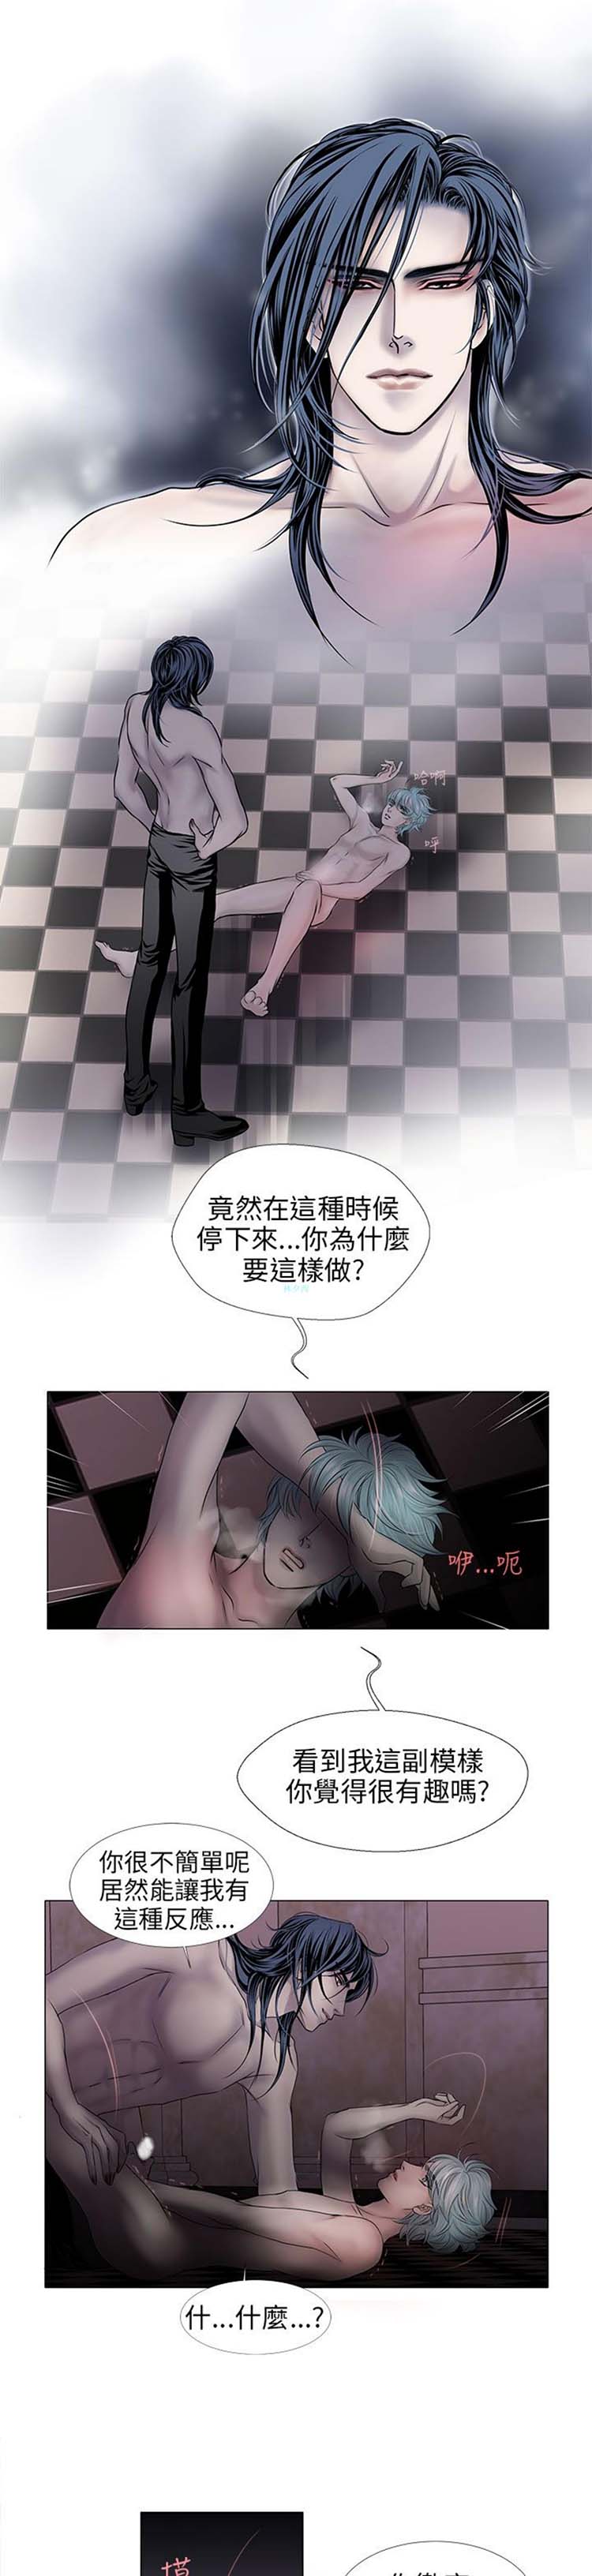 哈啊
呼
竟然在這種時候
停下來...你為什麼
要這樣做?
咿...呃
看到我這副模樣
你覺得很有趣嗎?
你很不簡單呢
居然能讓我有
這種反應...
什...什麼...?